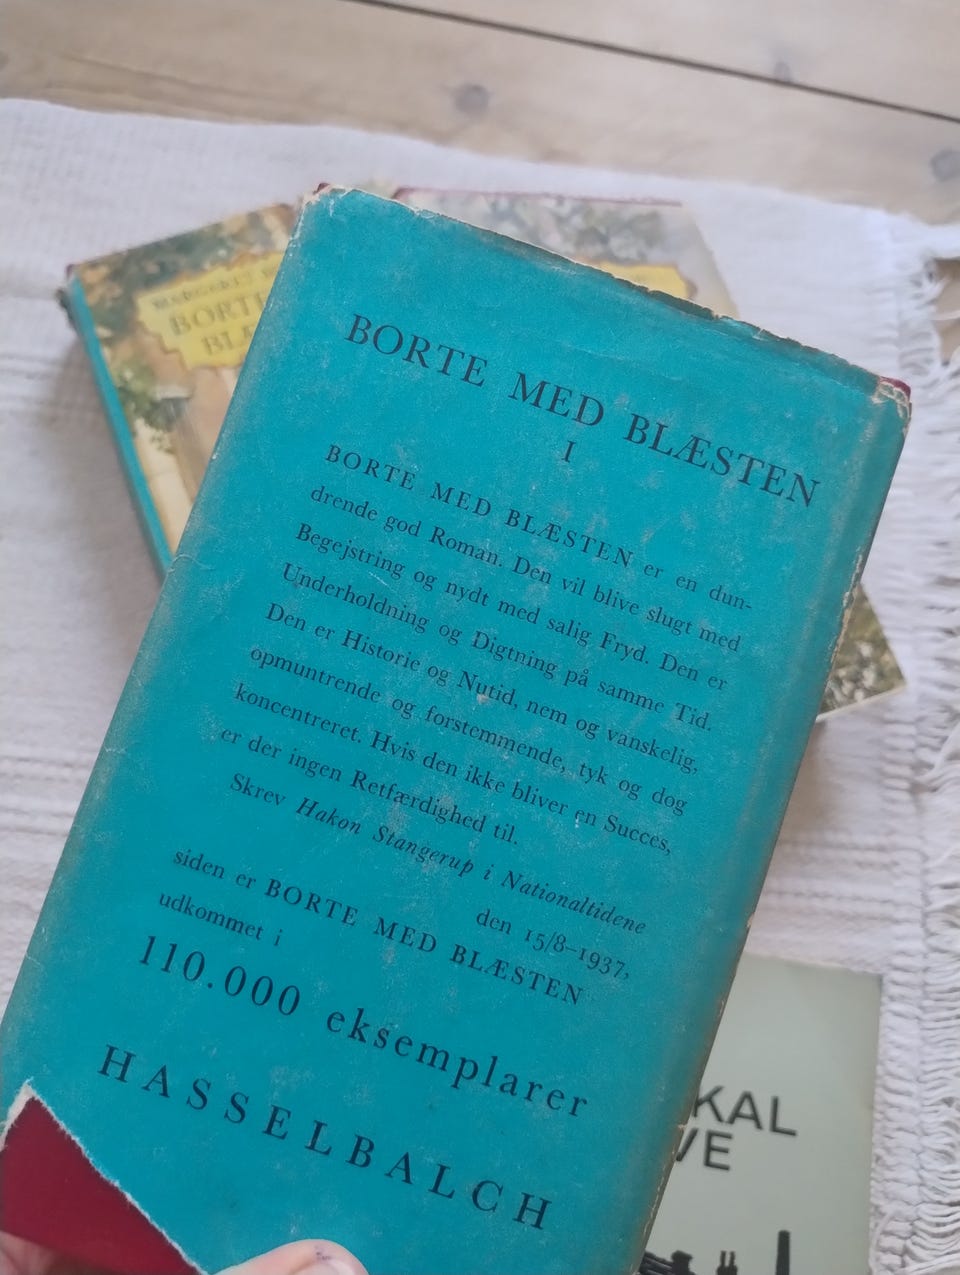 BORTE MED BLÆSTEN
I
BORTE MED BLÆSTEN er en dun-
drende god Roman. Den vil blive slugt med
Begejstring og nydt med salig Fryd. Den er
Underholdning og Digtning på samme Tid.
Den er Historie og Nutid, nem og vanskelig,
opmuntrende og forstemmende, tyk og dog
koncentreret. Hvis den ikke bliver en Succes,
er der ingen Retfærdighed til.
Skrev Hakon Stangerup i Nationaltidene
den 15/8-1937,
siden er BORTE MED BLÆSTEN
udkommet i
110.000 eksemplarer
HASSELBALCH
Margaret
BORTE
BLÆ
KAL
VE